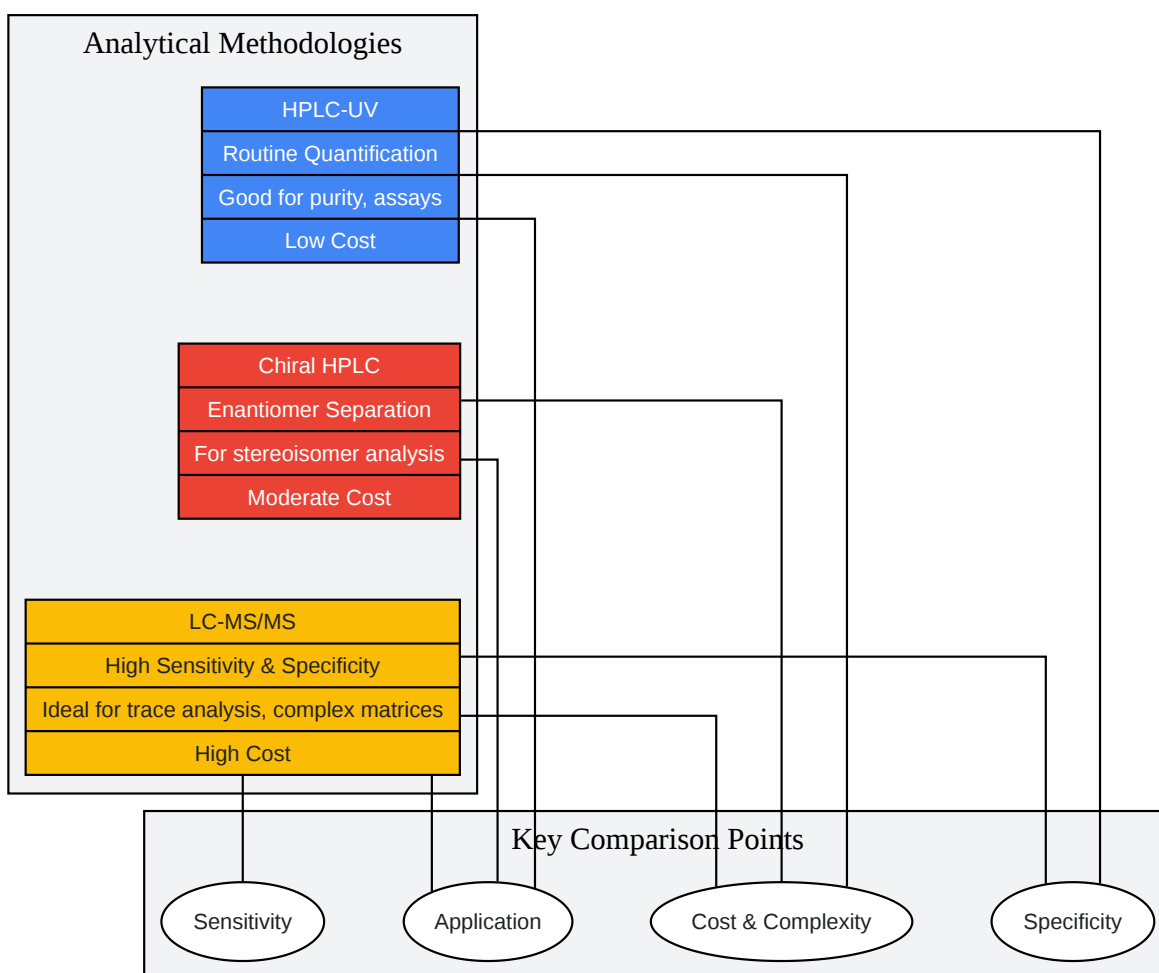 Analytical Methodologies
HPLC-UV
Routine Quantification
Good for purity, assays
Low Cost
Chiral HPLC
Enantiomer Separation
For stereoisomer analysis
Moderate Cost
LC-MS/MS
High Sensitivity & Specificity
Ideal for trace analysis, complex matrices
High Cost
Key Comparison Points
Sensitivity
Application
Cost & Complexity
Specificity